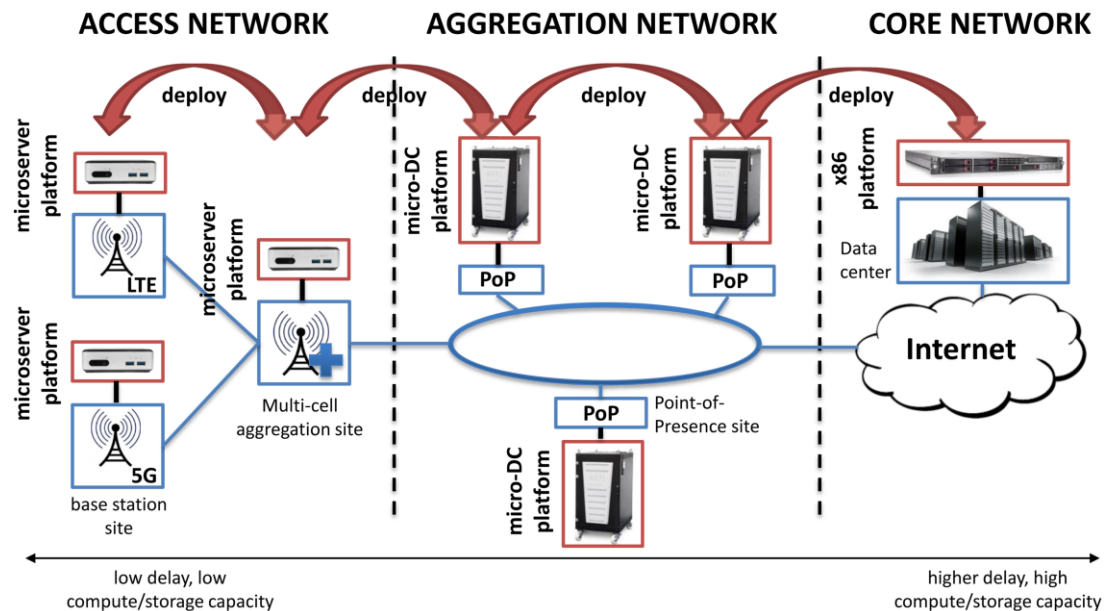 ACCESS NETWORK
AGGREGATION NETWORK
CORE NETWORK
deploy
deploy
deploy
deploy
microserver
platform
LTE
microserver
platform
5G
base station
site
microserver
platform
Multi-cell
aggregation site
micro-DC
platform
PoP
micro-DC
platform
PoP
PoP
Point-of-
Presence site
micro-DC
platform
x86
platform
Data
center
Internet
low delay, low
compute/storage capacity
higher delay, high
compute/storage capacity